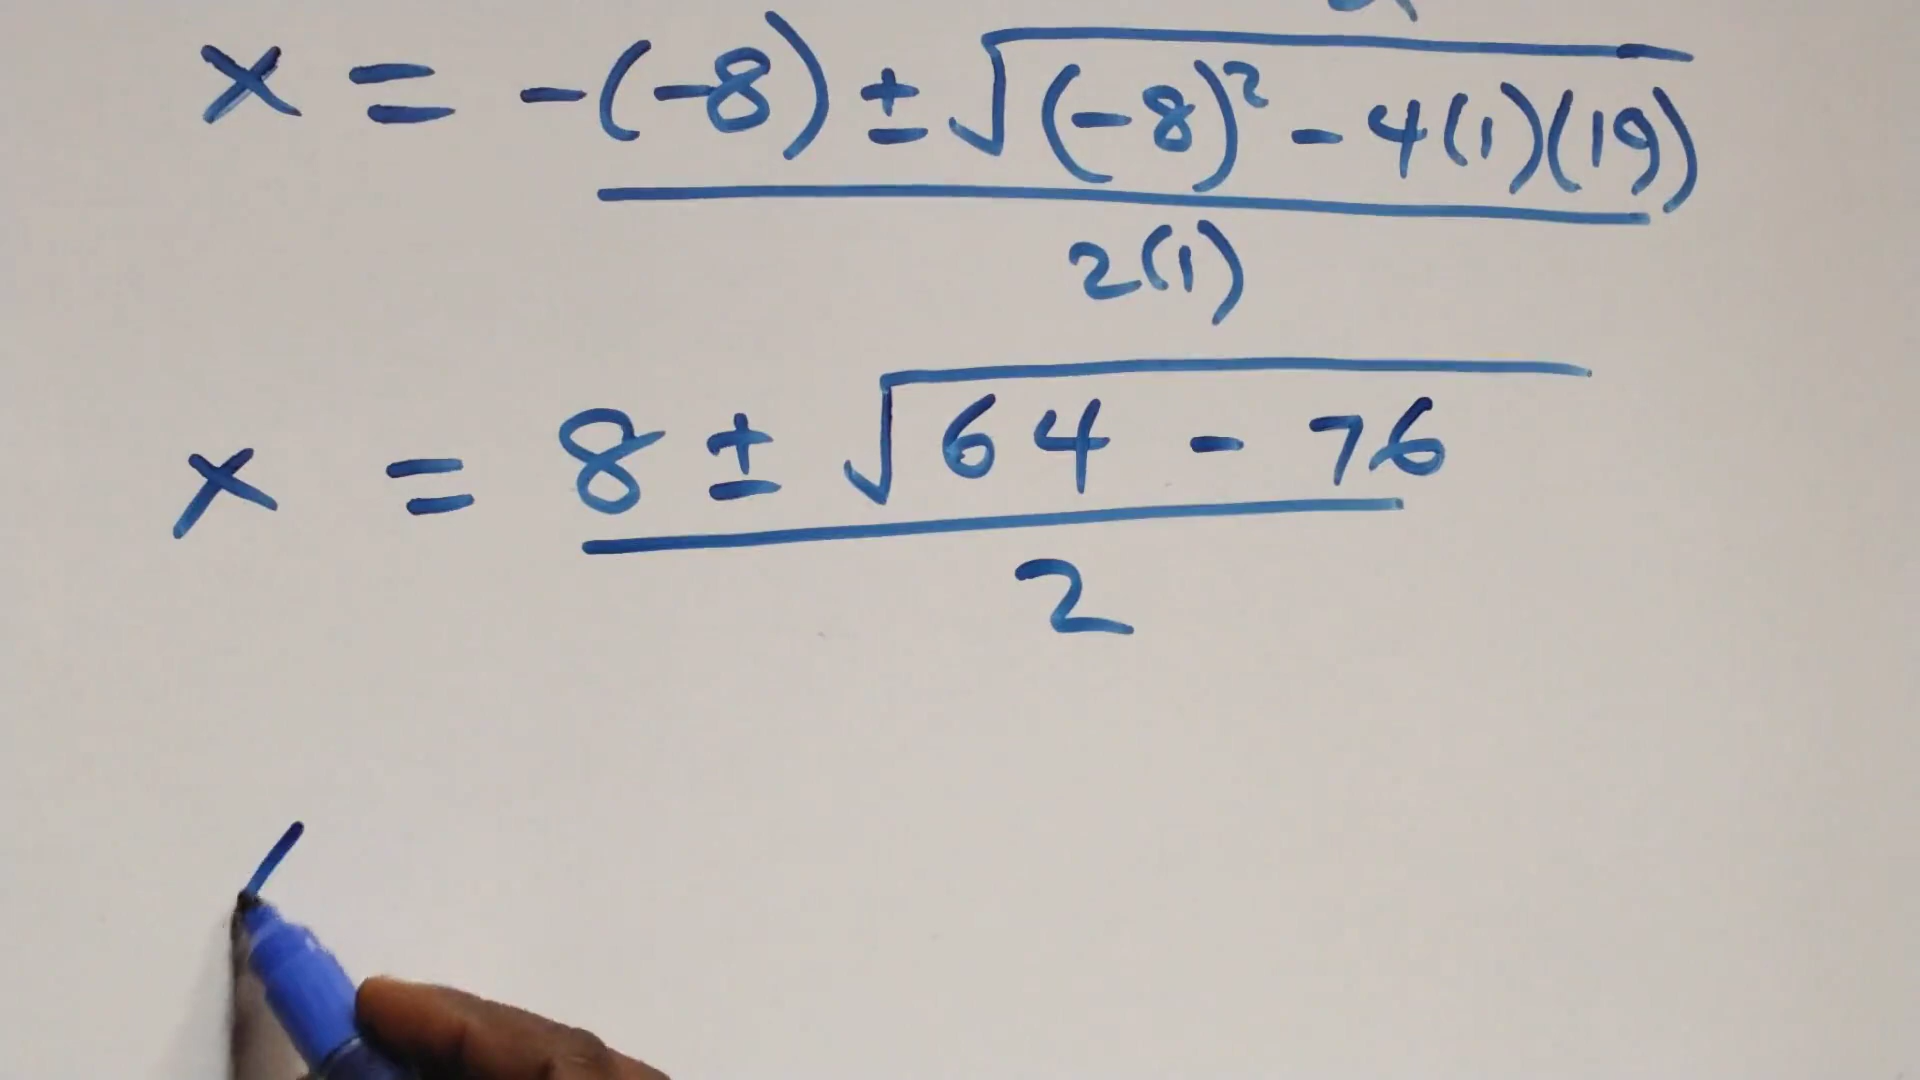 x = -(-8) ± √(-8)² - 4(1)(19)
2(1)
x = 8 ± √64 - 76
2